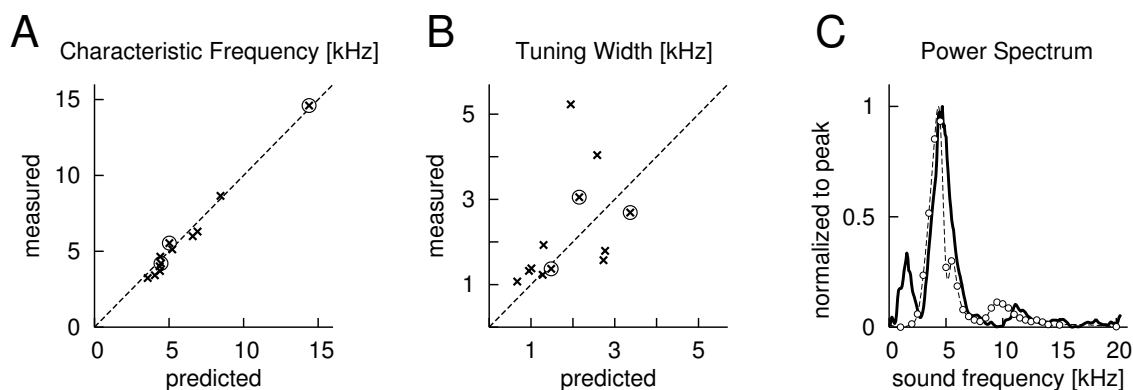 A
Characteristic Frequency [kHz]
measured
15
10
5
0
0 5 10 15
predicted
B
Tuning Width [kHz]
measured
5
3
1
1 3 5
predicted
C
Power Spectrum
normalized to peak
1
0.5
0
0 5 10 15 20
sound frequency [kHz]